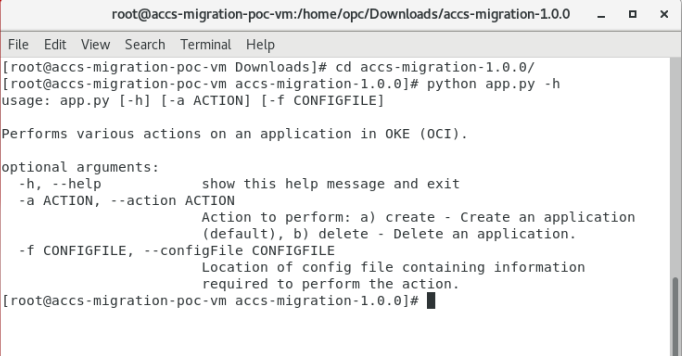 root@accs-migration-poc-vm:/home/opc/Downloads/accs-migration-1.0.0
File Edit View Search Terminal Help
[root@accs-migration-poc-vm Downloads]# cd accs-migration-1.0.0/
[root@accs-migration-poc-vm accs-migration-1.0.0]# python app.py -h
usage: app.py [-h] [-a ACTION] [-f CONFIGFILE]
Performs various actions on an application in OKE (OCI).
optional arguments:
-h, --help show this help message and exit
-a ACTION, --action ACTION
Action to perform: a) create - Create an application
(default), b) delete - Delete an application.
-f CONFIGFILE, --configFile CONFIGFILE
Location of config file containing information
required to perform the action.
[root@accs-migration-poc-vm accs-migration-1.0.0]#